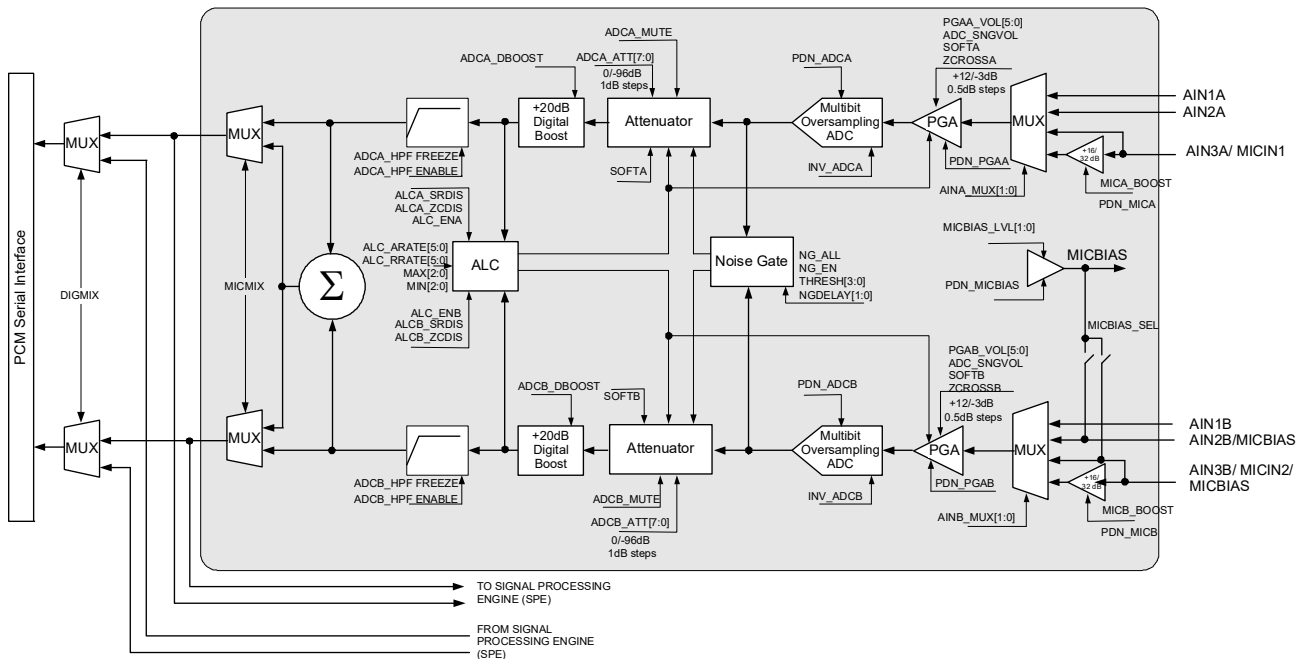 PCM Serial Interface
MUX
DIGMIX
MUX
MUX
MICMIX
MUX
Σ
ADCA_HPF FREEZE
ADCA_HPF ENABLE
ADCA_DBOOST
+20dB
Digital
Boost
ADCA_MUTE
ADCA_ATT[7:0]
0/-96dB
1dB steps
Attenuator
SOFTA
PDN_ADCA
Multibit
Oversampling
ADC
INV_ADCA
PGAA_VOL[5:0]
ADC_SNGVOL
SOFTA
ZCROSSA
+12/-3dB
0.5dB steps
PGA
PDN_PGAA
MUX
AINA_MUX[1:0]
+16/
32 dB
MICA_BOOST
PDN_MICA
AIN1A
AIN2A
AIN3A/ MICIN1
ALCA_SRDIS
ALCA_ZCDIS
ALC_ENA
ALC_ARATE[5:0]
ALC_RRATE[5:0]
MAX[2:0]
MIN[2:0]
ALC
ALC_ENB
ALCB_SRDIS
ALCB_ZCDIS
Noise Gate
NG_ALL
NG_EN
THRESH[3:0]
NGDELAY[1:0]
MICBIAS_LVL[1:0]
MICBIAS
PDN_MICBIAS
MICBIAS_SEL
ADCB_HPF FREEZE
ADCB_HPF ENABLE
ADCB_DBOOST
+20dB
Digital
Boost
SOFTB
Attenuator
ADCB_MUTE
ADCB_ATT[7:0]
0/-96dB
1dB steps
PDN_ADCB
Multibit
Oversampling
ADC
INV_ADCB
PGAB_VOL[5:0]
ADC_SNGVOL
SOFTB
ZCROSSB
+12/-3dB
0.5dB steps
PGA
PDN_PGAB
MUX
AINB_MUX[1:0]
+16/
32 dB
MICB_BOOST
PDN_MICB
AIN1B
AIN2B/MICBIAS
AIN3B/ MICIN2/
MICBIAS
TO SIGNAL PROCESSING
ENGINE (SPE)
FROM SIGNAL
PROCESSING ENGINE
(SPE)